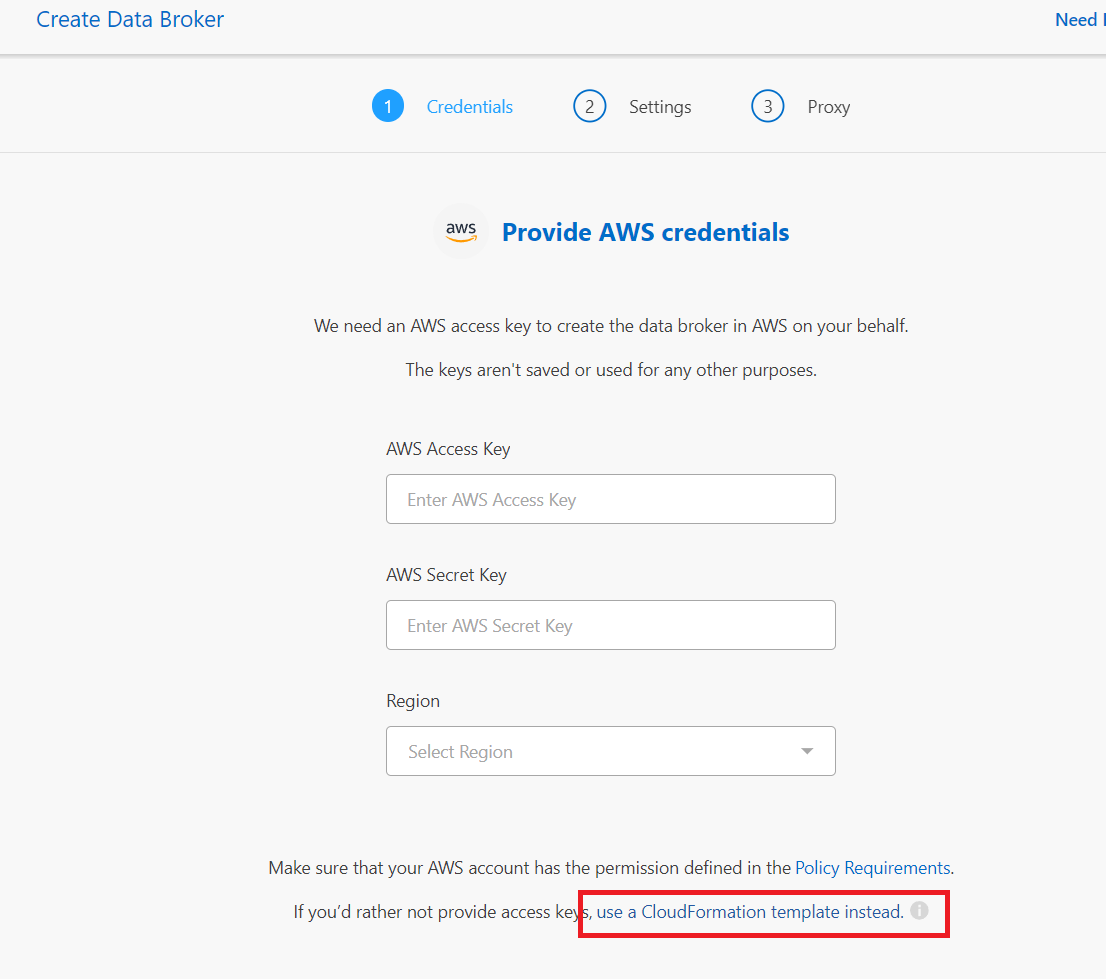 Create Data Broker
Need
1 Credentials 2 Settings 3 Proxy
aws Provide AWS credentials
We need an AWS access key to create the data broker in AWS on your behalf.
The keys aren't saved or used for any other purposes.
AWS Access Key
Enter AWS Access Key
AWS Secret Key
Enter AWS Secret Key
Region
Select Region
Make sure that your AWS account has the permission defined in the Policy Requirements.
If you’d rather not provide access keys, use a CloudFormation template instead. i